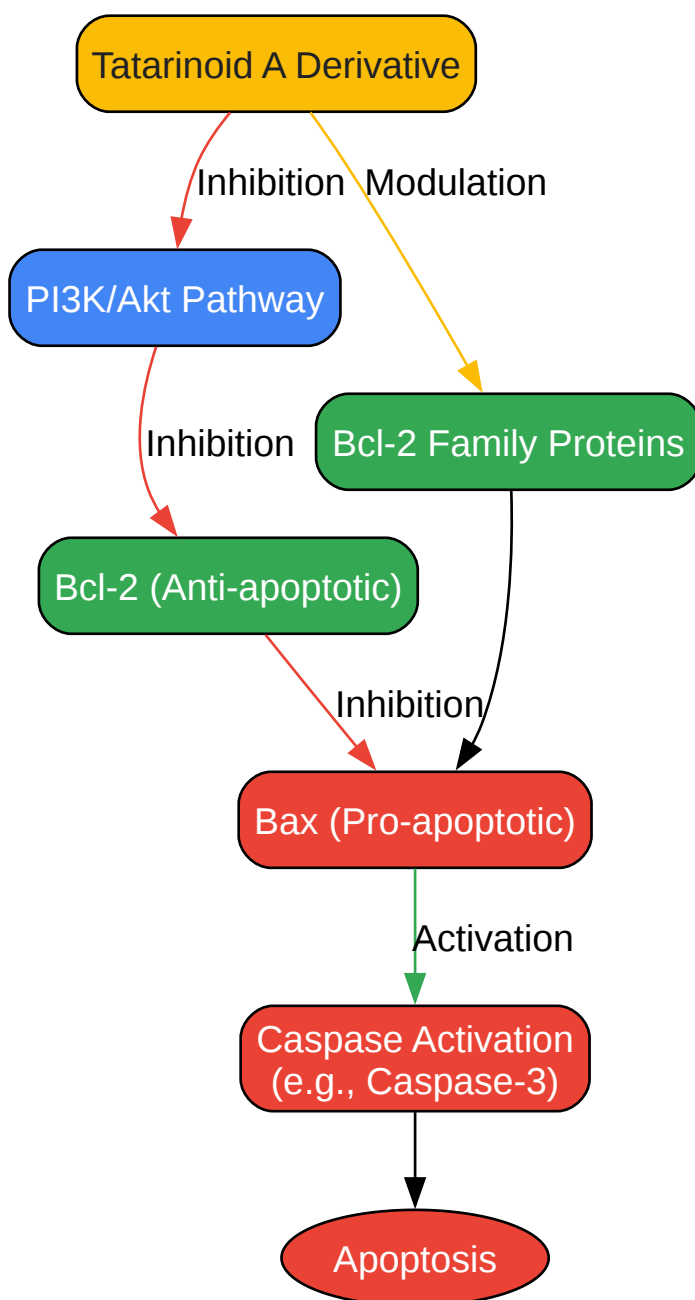 Tatarinoid A Derivative
Inhibition
Modulation
PI3K/Akt Pathway
Inhibition
Bcl-2 Family Proteins
Bcl-2 (Anti-apoptotic)
Inhibition
Bax (Pro-apoptotic)
Activation
Caspase Activation
(e.g., Caspase-3)
Apoptosis